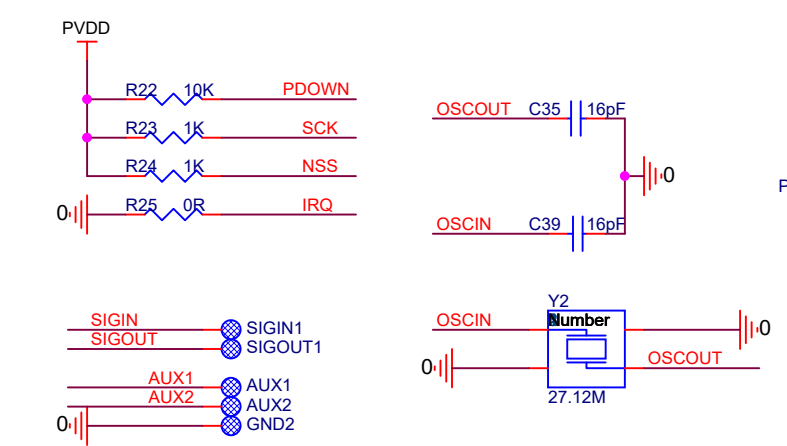 PVDD
R22 10K PDOWN
R23 1K SCK
R24 1K NSS
0 R25 0R IRQ
OSCOUT C35 16pF
0
P
OSCIN C39 16pF
SIGIN SIGIN1
SIGOUT SIGOUT1
AUX1 AUX1
AUX2 AUX2
0 GND2
Y2
OSCIN Number 0
0 OSCOUT
27.12M